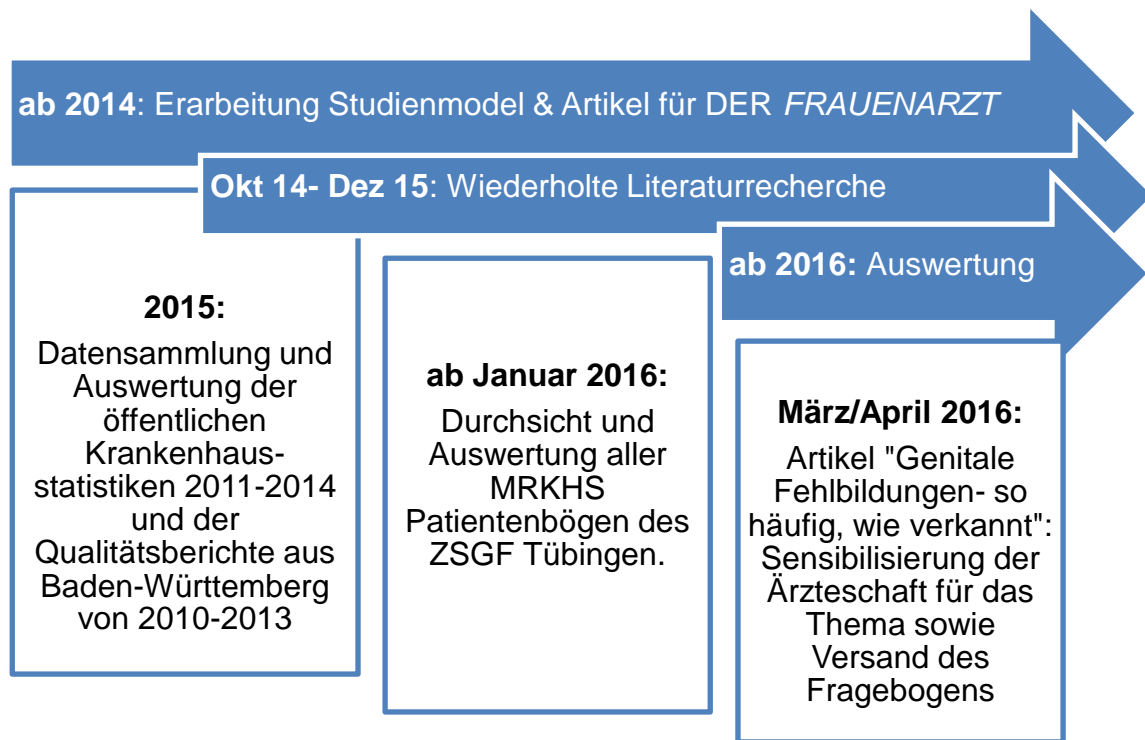 ab 2014: Erarbeitung Studienmodel & Artikel für DER FRAUENARZT
Okt 14- Dez 15: Wiederholte Literaturrecherche
ab 2016: Auswertung
2015:
Datensammlung und
Auswertung der
öffentlichen
Krankenhaus-
statistiken 2011-2014
und der
Qualitätsberichte aus
Baden-Württemberg
von 2010-2013
ab Januar 2016:
Durchsicht und
Auswertung aller
MRKHS
Patientenbögen des
ZSGF Tübingen.
März/April 2016:
Artikel "Genitale
Fehlbildungen- so
häufig, wie verkannt":
Sensibilisierung der
Ärzteschaft für das
Thema sowie
Versand des
Fragebogens